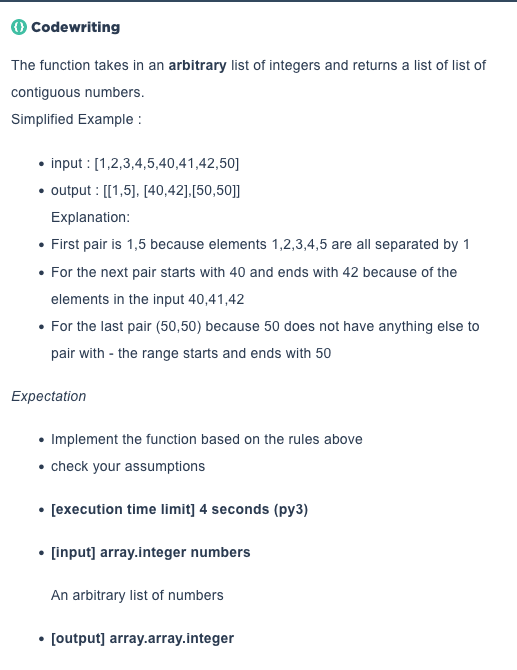 Codewriting
The function takes in an arbitrary list of integers and returns a list of list of
contiguous numbers.
Simplified Example :
• input : [1,2,3,4,5,40,41,42,50]
• output : [[1,5], [40,42],[50,50]]
Explanation:
• First pair is 1,5 because elements 1,2,3,4,5 are all separated by 1
• For the next pair starts with 40 and ends with 42 because of the
elements in the input 40,41,42
• For the last pair (50,50) because 50 does not have anything else to
pair with - the range starts and ends with 50
Expectation
• Implement the function based on the rules above
• check your assumptions
• [execution time limit] 4 seconds (py3)
• [input] array.integer numbers
An arbitrary list of numbers
• [output] array.array.integer